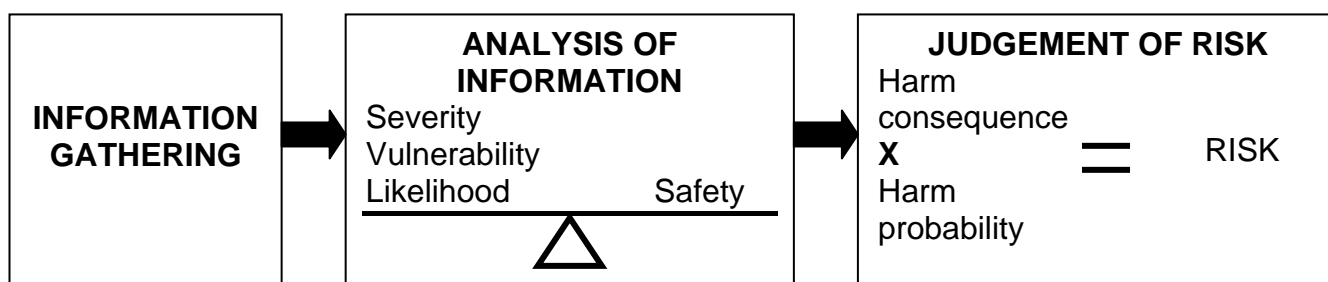 INFORMATION
GATHERING
ANALYSIS OF
INFORMATION
Severity
Vulnerability
Likelihood Safety
JUDGEMENT OF RISK
Harm
consequence
X = RISK
Harm
probability